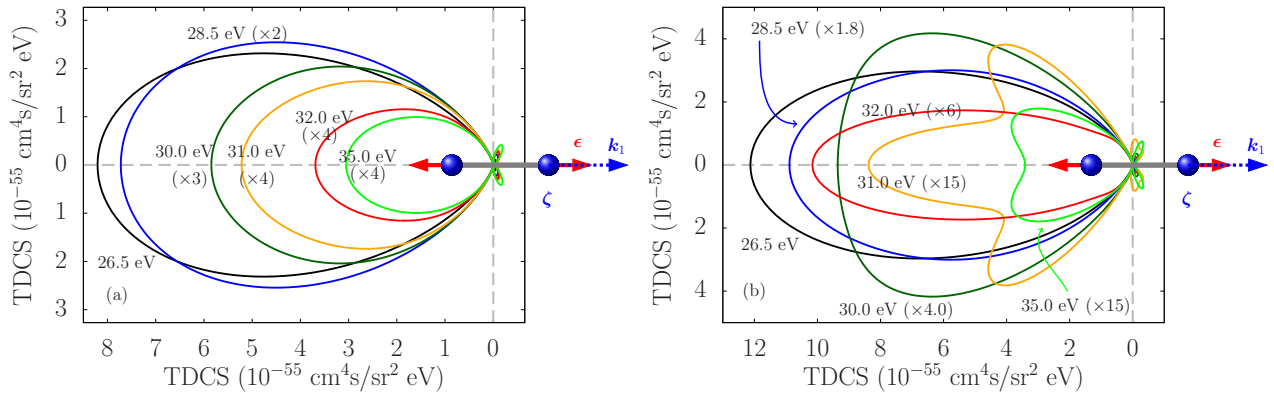 3
2
1
0
1
2
3
TDCS (10⁻⁵⁵ cm⁴s/sr² eV)
28.5 eV (×2)
32.0 eV
(×4)
30.0 eV
(×3)
31.0 eV
(×4)
35.0 eV
(×4)
26.5 eV
(a)
ϵ
k₁
ζ
8 7 6 5 4 3 2 1 0
TDCS (10⁻⁵⁵ cm⁴s/sr² eV)
4
2
0
2
4
TDCS (10⁻⁵⁵ cm⁴s/sr² eV)
28.5 eV (×1.8)
32.0 eV (×6)
31.0 eV (×15)
26.5 eV
(b)
30.0 eV (×4.0)
35.0 eV (×15)
ϵ
k₁
ζ
12 10 8 6 4 2 0
TDCS (10⁻⁵⁵ cm⁴s/sr² eV)